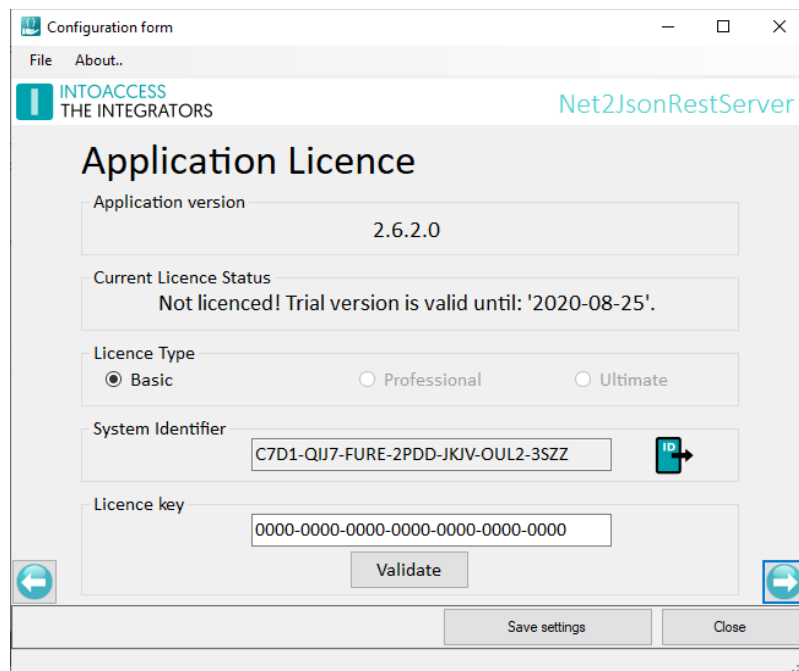 Configuration form
File About..
INTOACCESS
THE INTEGRATORS
Net2JsonRestServer
Application Licence
Application version
2.6.2.0
Current Licence Status
Not licenced! Trial version is valid until: '2020-08-25'.
Licence Type
Basic Professional Ultimate
System Identifier
C7D1-QIJ7-FURE-2PDD-JKJV-OUL2-3SZZ
ID
Licence key
0000-0000-0000-0000-0000-0000-0000
Validate
Save settings Close